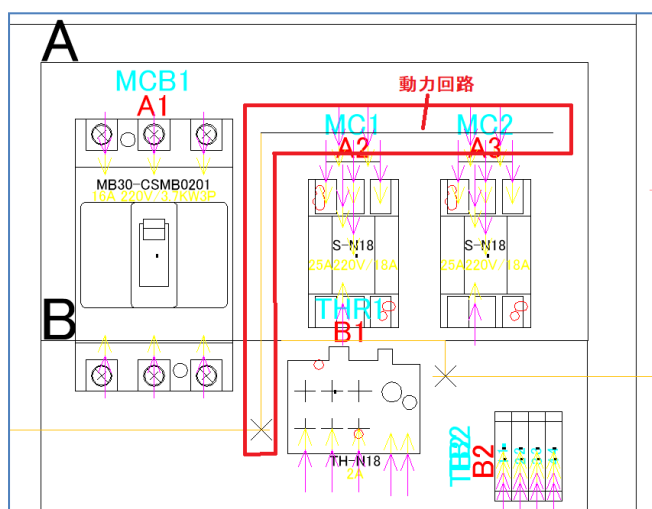 A
MCB1
A1
動力回路
MC1
A2
MC2
A3
MB30-CSMB0201
16A 220V/3.7KW3P
S-N18
25A220V/18A
S-N18
25A220V/18A
B
THR1
B1
TH-N18
2A
B2